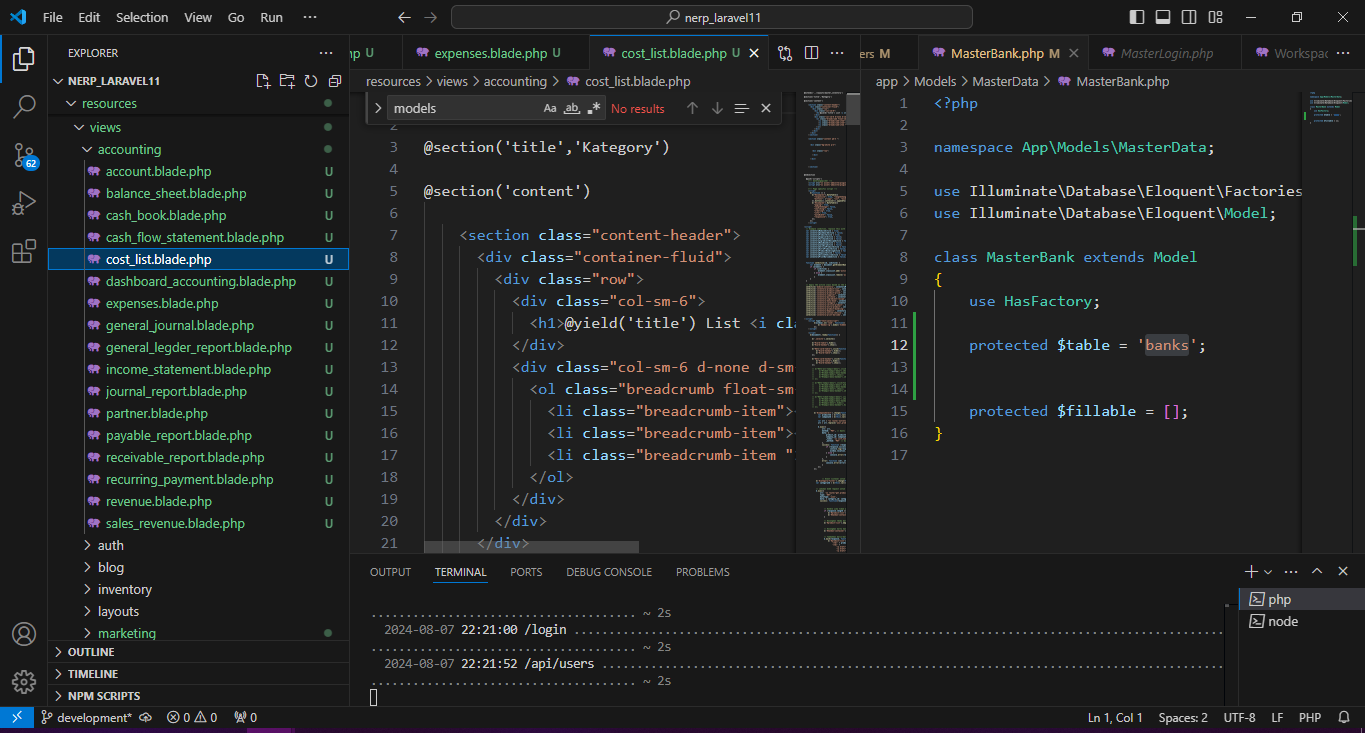 File Edit Selection View Go Run ··· nerp_laravel11
EXPLORER ···
NERP_LARAVEL11
resources
views
accounting
account.blade.php U
balance_sheet.blade.php U
cash_book.blade.php U
cash_flow_statement.blade.php U
cost_list.blade.php U
dashboard_accounting.blade.php U
expenses.blade.php U
general_journal.blade.php U
general_legder_report.blade.php U
income_statement.blade.php U
journal_report.blade.php U
partner.blade.php U
payable_report.blade.php U
receivable_report.blade.php U
recurring_payment.blade.php U
revenue.blade.php U
sales_revenue.blade.php U
auth
blog
inventory
layouts
marketing
OUTLINE
TIMELINE
NPM SCRIPTS
62
hp U expenses.blade.php U cost_list.blade.php U ···
resources > views > accounting > cost_list.blade.php
models Aa ab .* No results
2
3 @section('title','Kategory')
4
5 @section('content')
6
7 <section class="content-header">
8 <div class="container-fluid">
9 <div class="row">
10 <div class="col-sm-6">
11 <h1>@yield('title') List <i cla
12 </div>
13 <div class="col-sm-6 d-none d-sm
14 <ol class="breadcrumb float-sm
15 <li class="breadcrumb-item">
16 <li class="breadcrumb-item">
17 <li class="breadcrumb-item "
18 </ol>
19 </div>
20 </div>
21 </div>
ers M MasterBank.php M MasterLogin.php Workspac ···
app > Models > MasterData > MasterBank.php
1 <?php
2
3 namespace App\Models\MasterData;
4
5 use Illuminate\Database\Eloquent\Factories
6 use Illuminate\Database\Eloquent\Model;
7
8 class MasterBank extends Model
9 {
10 use HasFactory;
11
12 protected $table = 'banks';
13
14
15 protected $fillable = [];
16 }
17
OUTPUT TERMINAL PORTS DEBUG CONSOLE PROBLEMS
...................................... ~ 2s
2024-08-07 22:21:00 /login ...............................................................................................
...................................... ~ 2s
2024-08-07 22:21:52 /api/users ...........................................................................................
...................................... ~ 2s
php
node
development* 0 0 0 Ln 1, Col 1 Spaces: 2 UTF-8 LF PHP